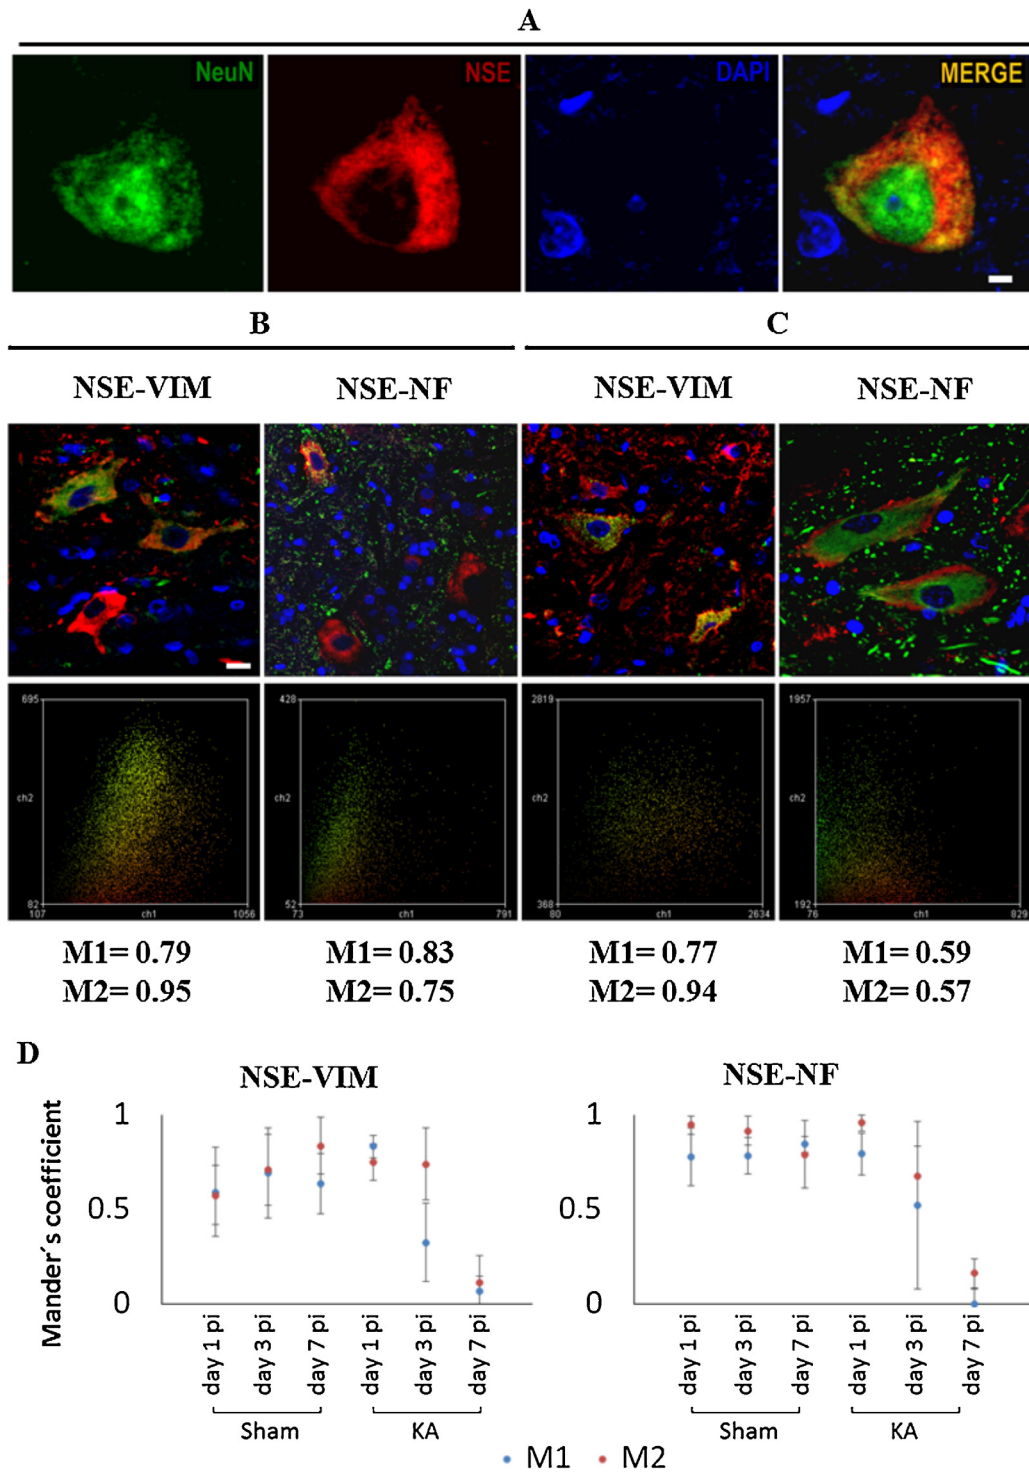 A
NeuN NSE DAPI MERGE
B C
NSE-VIM NSE-NF NSE-VIM NSE-NF
695 428 2819 1957
ch2 ch2 ch2 ch2
82 52 368 192
107 ch1 1056 73 ch1 791 80 ch1 2634 76 ch1 829
M1= 0.79 M1= 0.83 M1= 0.77 M1= 0.59
M2= 0.95 M2= 0.75 M2= 0.94 M2= 0.57
D
NSE-VIM NSE-NF
Mander´s coefficient
1 1
0.5 0.5
0 0
day 1 pi day 3 pi day 7 pi day 1 pi day 3 pi day 7 pi day 1 pi day 3 pi day 7 pi day 1 pi day 3 pi day 7 pi
Sham KA Sham KA
M1 M2